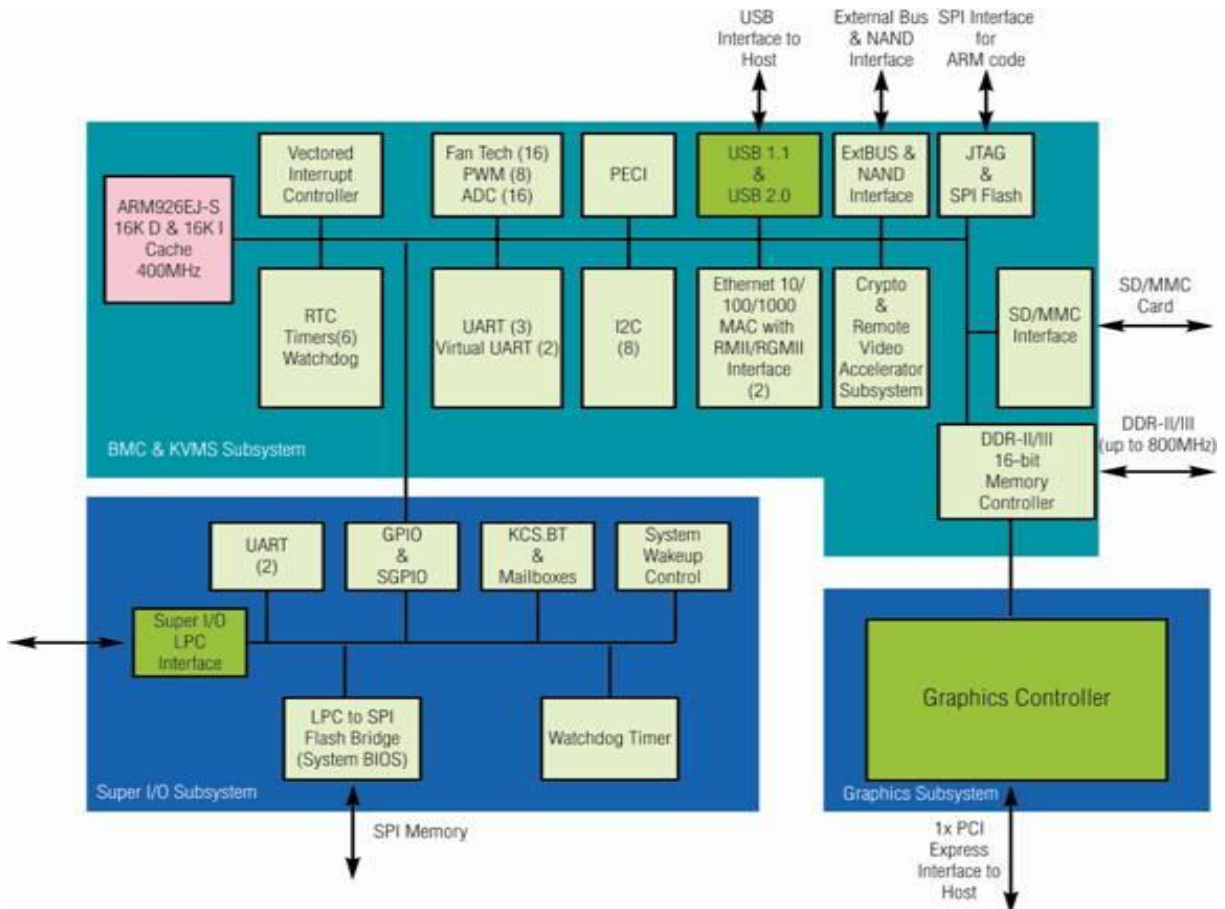 USB
Interface to
Host
External Bus
& NAND
Interface
SPI Interface
for
ARM code
Vectored
Interrupt
Controller
Fan Tech (16)
PWM (8)
ADC (16)
PECI
USB 1.1
&
USB 2.0
ExtBUS &
NAND
Interface
JTAG
&
SPI Flash
ARM926EJ-S
16K D & 16K I
Cache
400MHz
RTC
Timers(6)
Watchdog
UART (3)
Virtual UART (2)
I2C
(8)
Ethernet 10/
100/1000
MAC with
RMII/RGMII
Interface
(2)
Crypto
&
Remote
Video
Accelerator
Subsystem
SD/MMC
Interface
SD/MMC
Card
BMC & KVMS Subsystem
DDR-II/III
16-bit
Memory
Controller
DDR-II/III
(up to 800MHz)
UART
(2)
GPIO
&
SGPIO
KCS.BT
&
Mailboxes
System
Wakeup
Control
Super I/O
LPC
Interface
LPC to SPI
Flash Bridge
(System BIOS)
Watchdog Timer
Super I/O Subsystem
SPI Memory
Graphics Controller
Graphics Subsystem
1x PCI
Express
Interface to
Host